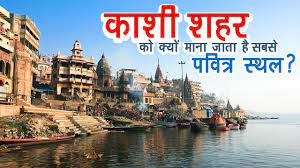 काशी शहर
को क्यों माना जाता है सबसे
पवित्र स्थल?